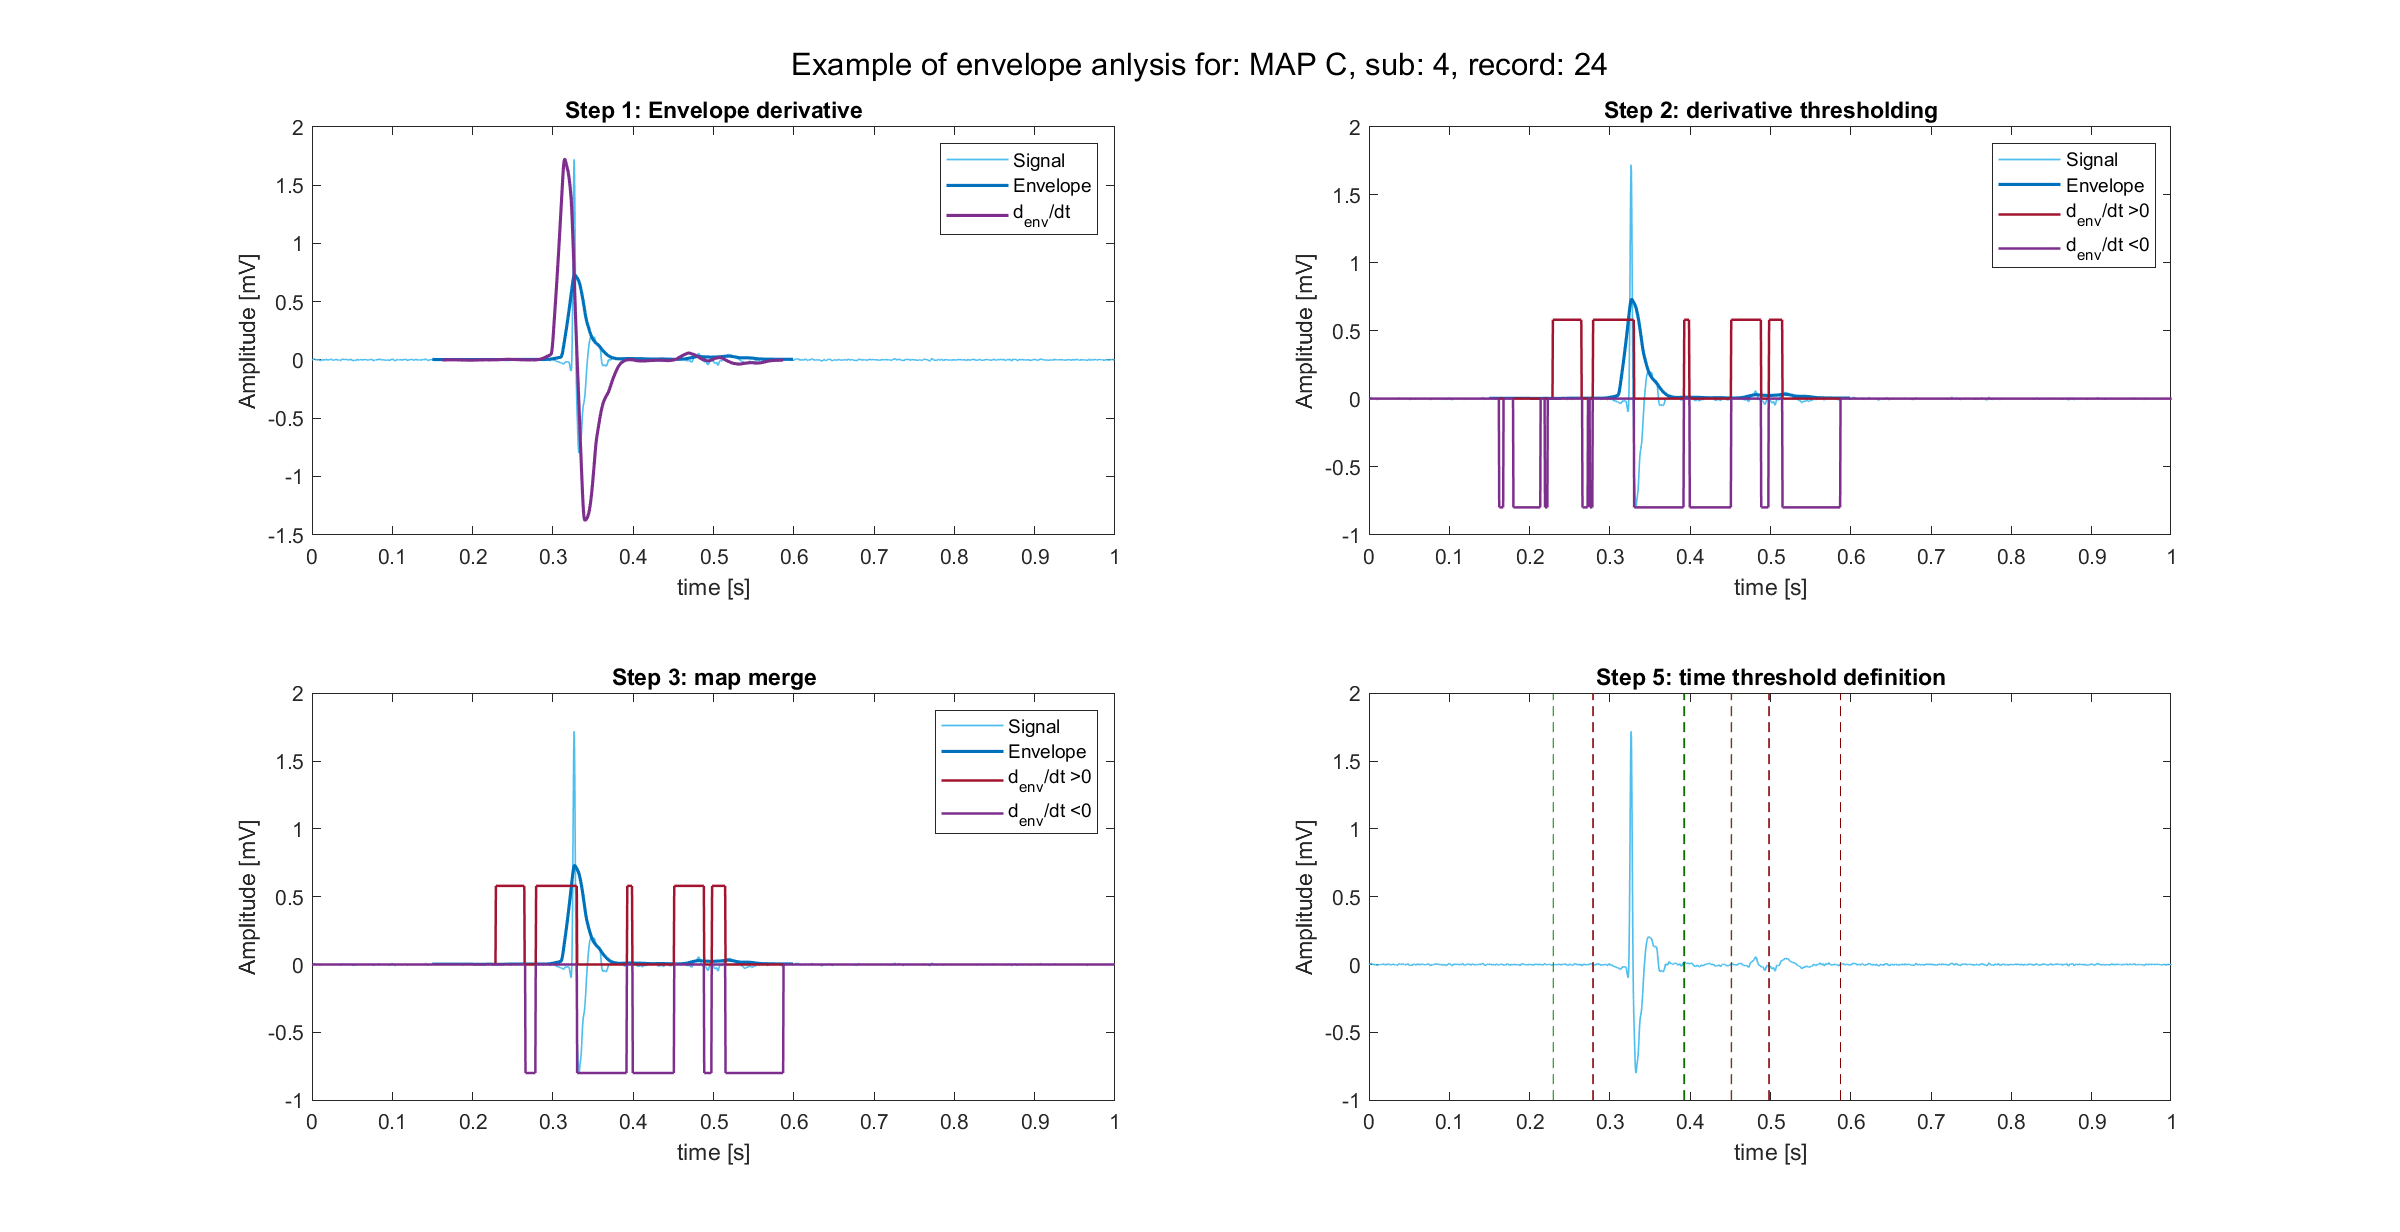 Example of envelope anlysis for: MAP C, sub: 4, record: 24
Step 1: Envelope derivative
2
1.5
1
0.5
0
-0.5
-1
-1.5
Amplitude [mV]
Signal
Envelope
d_env/dt
0 0.1 0.2 0.3 0.4 0.5 0.6 0.7 0.8 0.9 1
time [s]
Step 2: derivative thresholding
2
1.5
1
0.5
0
-0.5
-1
Amplitude [mV]
Signal
Envelope
d_env/dt >0
d_env/dt <0
0 0.1 0.2 0.3 0.4 0.5 0.6 0.7 0.8 0.9 1
time [s]
Step 3: map merge
2
1.5
1
0.5
0
-0.5
-1
Amplitude [mV]
Signal
Envelope
d_env/dt >0
d_env/dt <0
0 0.1 0.2 0.3 0.4 0.5 0.6 0.7 0.8 0.9 1
time [s]
Step 5: time threshold definition
2
1.5
1
0.5
0
-0.5
-1
Amplitude [mV]
0 0.1 0.2 0.3 0.4 0.5 0.6 0.7 0.8 0.9 1
time [s]